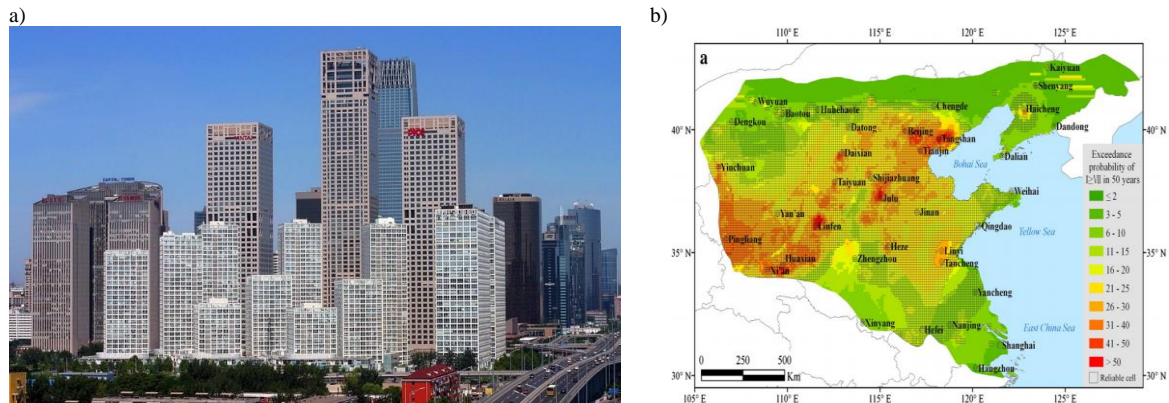 a)
b)
110° E
115° E
120° E
125° E
a
Kaiyuan
Shenyang
Wuyuan
Huhehaote
Chengde
Haicheng
Baotou
Dengkou
40° N
Datong
Beijing
Tangshan
Dandong
40° N
Tianjin
Daixian
Bohai Sea
Dalian
Yinchuan
Taiyuan
Shijiazhuang
Weihai
Julu
Yan'an
Jinan
Linfen
Qingdao
Yellow Sea
Pingliang
Heze
Linyi
35° N
Huaxian
Zhengzhou
Tancheng
35° N
Xi'an
Yancheng
Xinyang
Nanjing
Hefei
East China Sea
Shanghai
Hangzhou
0 250 500
Km
30° N
30° N
105° E
110° E
115° E
120° E
125° E
Exceedance
probability of
I≥VII in 50 years
≤ 2
3 - 5
6 - 10
11 - 15
16 - 20
21 - 25
26 - 30
31 - 40
41 - 50
> 50
Reliable cell